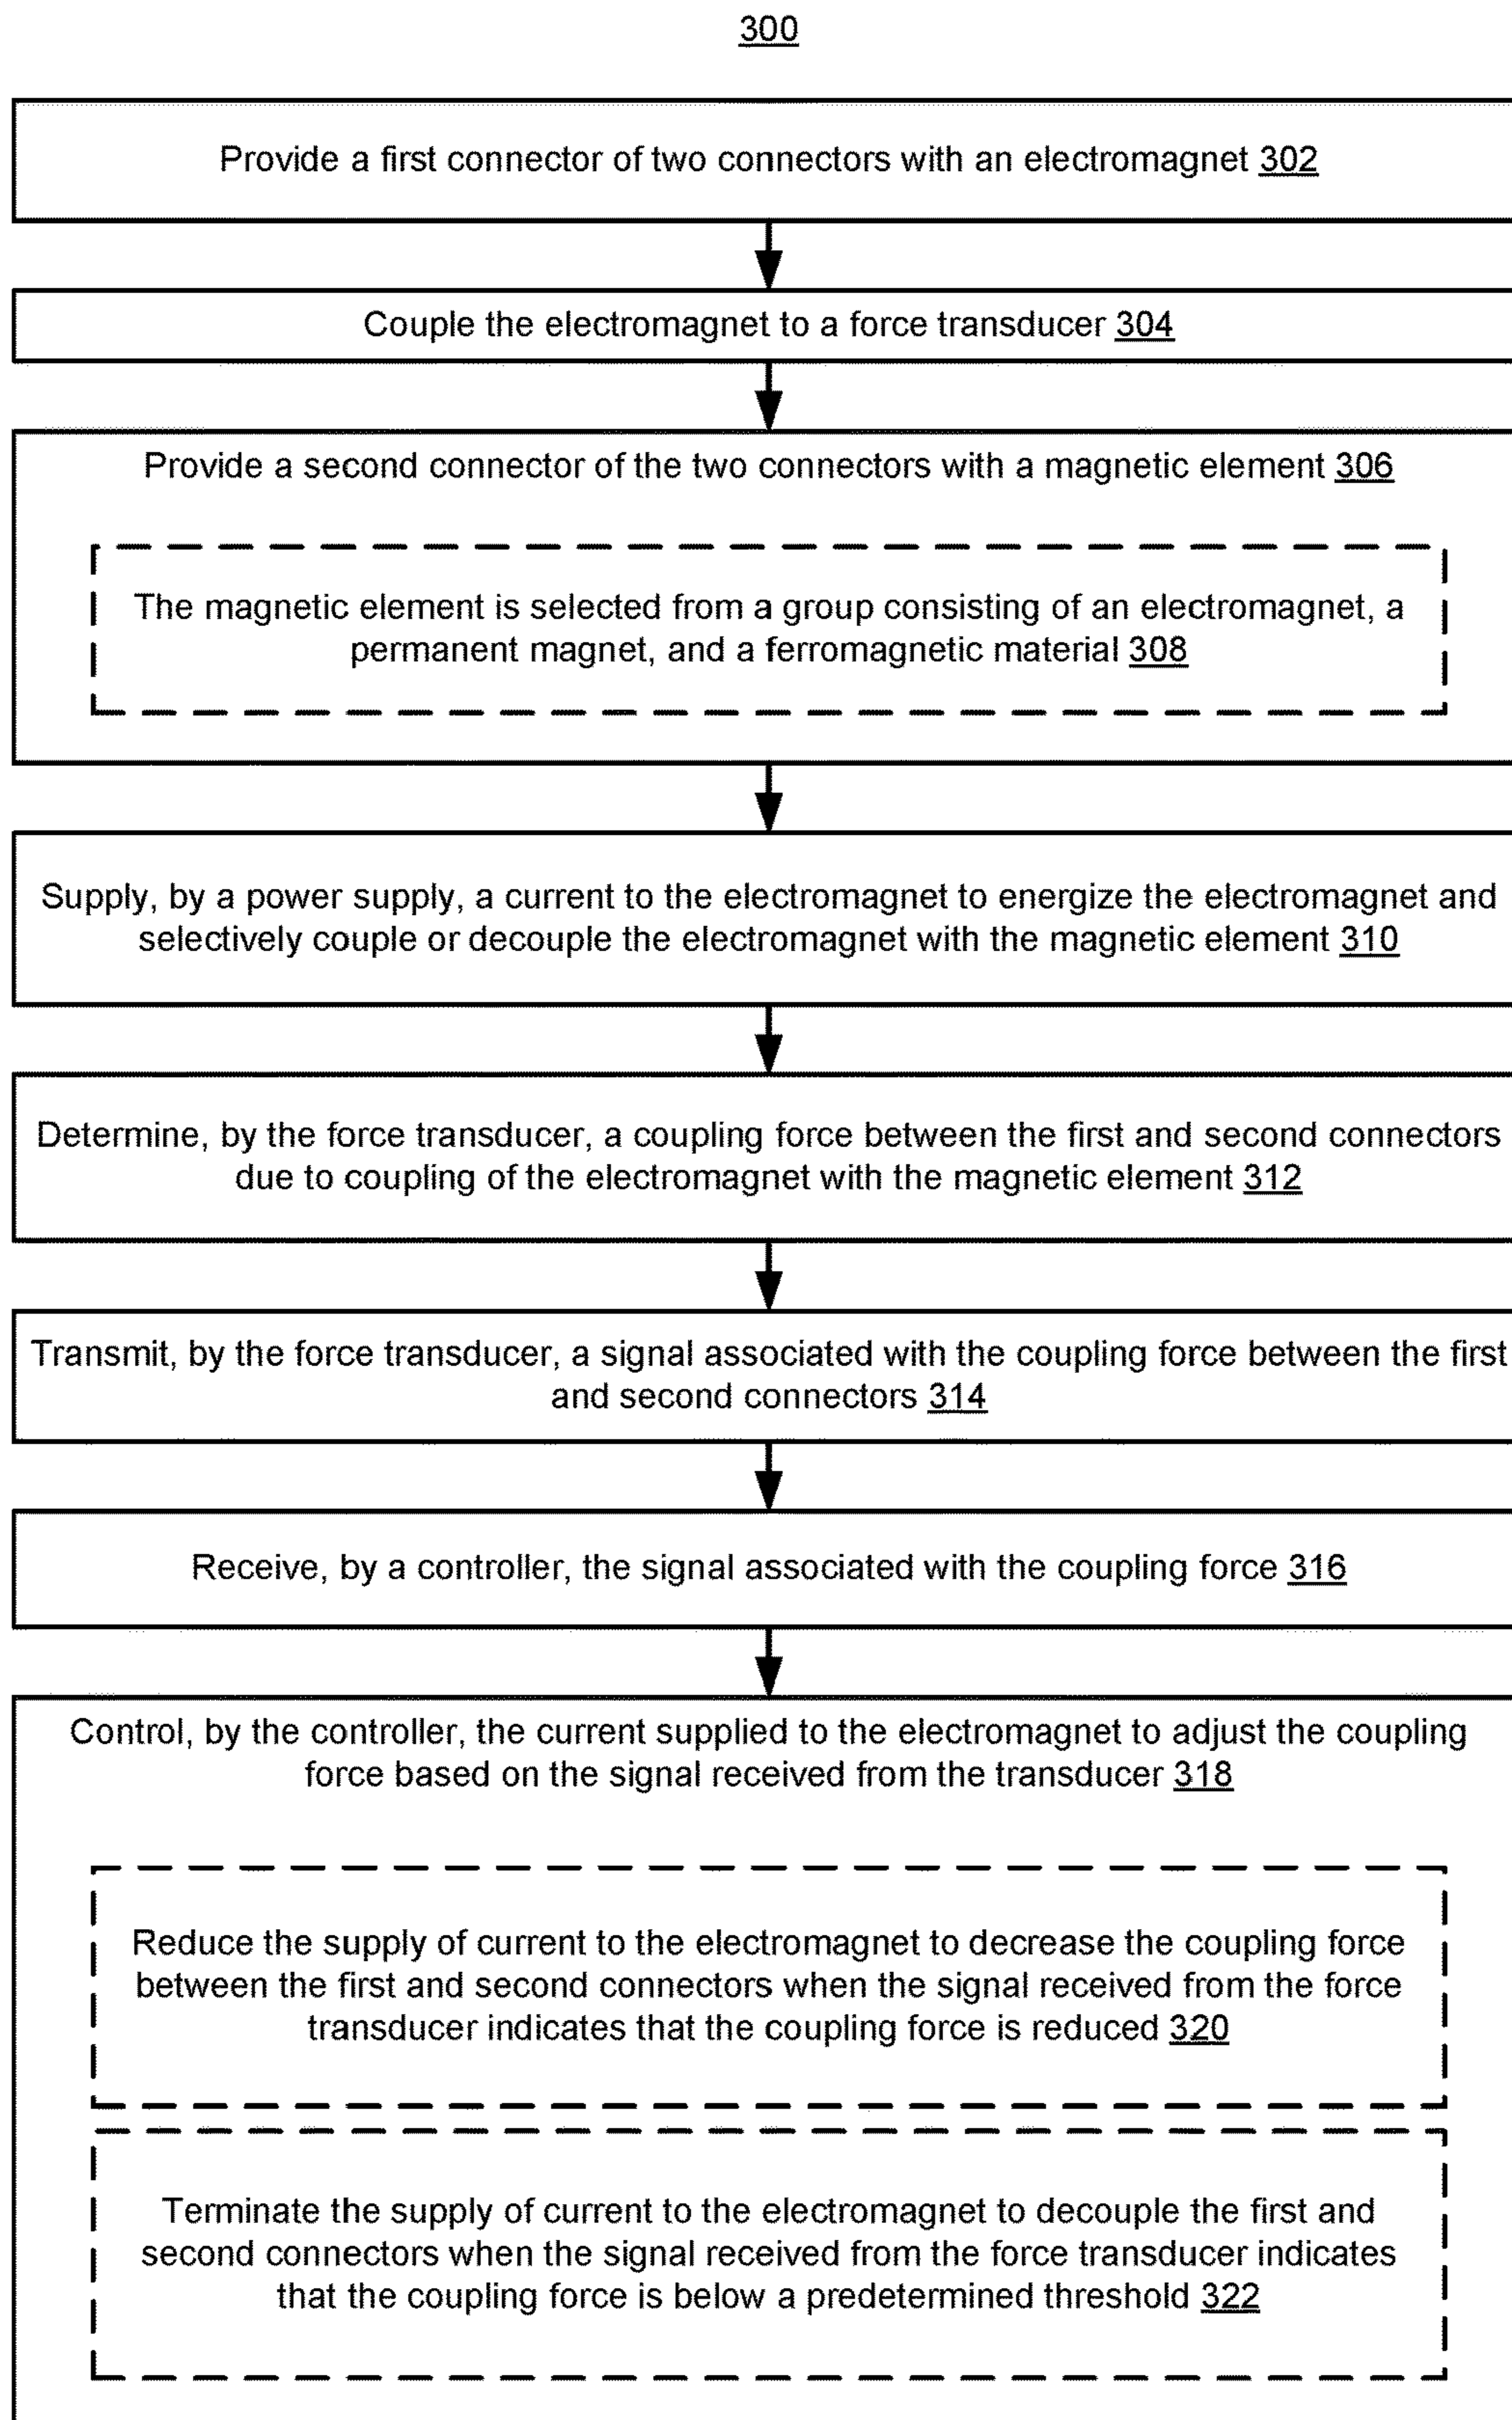 300
Provide a first connector of two connectors with an electromagnet 302
Couple the electromagnet to a force transducer 304
Provide a second connector of the two connectors with a magnetic element 306
The magnetic element is selected from a group consisting of an electromagnet, a
permanent magnet, and a ferromagnetic material 308
Supply, by a power supply, a current to the electromagnet to energize the electromagnet and
selectively couple or decouple the electromagnet with the magnetic element 310
Determine, by the force transducer, a coupling force between the first and second connectors
due to coupling of the electromagnet with the magnetic element 312
Transmit, by the force transducer, a signal associated with the coupling force between the first
and second connectors 314
Receive, by a controller, the signal associated with the coupling force 316
Control, by the controller, the current supplied to the electromagnet to adjust the coupling
force based on the signal received from the transducer 318
Reduce the supply of current to the electromagnet to decrease the coupling force
between the first and second connectors when the signal received from the force
transducer indicates that the coupling force is reduced 320
Terminate the supply of current to the electromagnet to decouple the first and
second connectors when the signal received from the force transducer indicates
that the coupling force is below a predetermined threshold 322